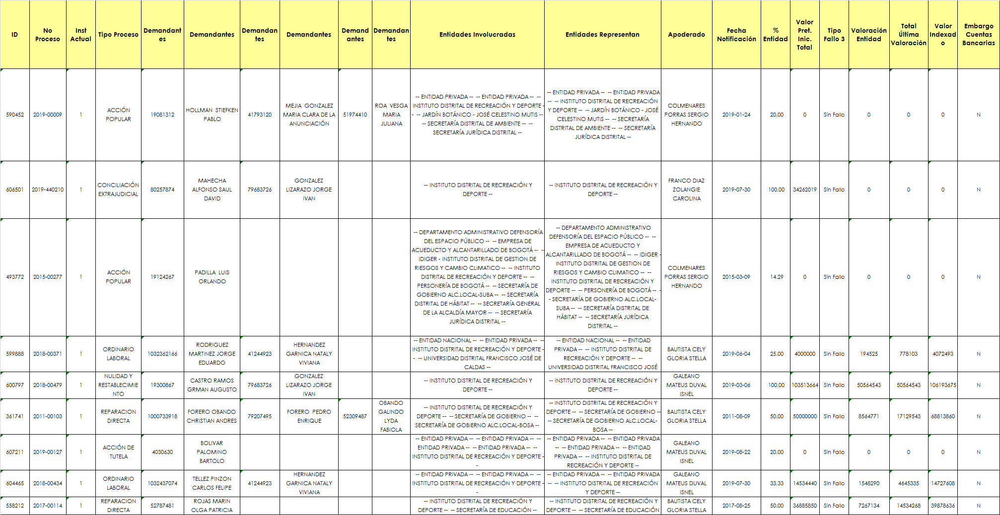 ID
No
Proceso
Inst
Actual
Tipo Proceso
Demandant
es
Demandantes
Demandan
tes
Demandantes
Demand
antes
Demandan
tes
Entidades Involucradas
Entidades Representan
Apoderado
Fecha
Notificación
%
Entidad
Valor
Pret.
Inic.
Total
Tipo
Fallo 3
Valoración
Entidad
Total
Última
Valoración
Valor
Indexad
o
Embargo
Cuentas
Bancarias
590452
2019-00009
1
ACCIÓN
POPULAR
19081312
HOLLMAN  STIEFKEN
PABLO
41793120
MEJIA  GONZALEZ
MARIA CLARA DE LA
ANUNCIACIÓN
51974410
ROA  VESGA
MARIA
JULIANA
-- ENTIDAD PRIVADA --  -- ENTIDAD PRIVADA --  --
INSTITUTO DISTRITAL DE RECREACIÓN Y DEPORTE -
-  -- JARDÍN BOTÁNICO - JOSÉ CELESTINO MUTIS --
-- SECRETARÍA DISTRITAL DE AMBIENTE --  --
SECRETARÍA JURÍDICA DISTRITAL --
-- ENTIDAD PRIVADA --  -- ENTIDAD PRIVADA
--  -- INSTITUTO DISTRITAL DE RECREACIÓN
Y DEPORTE --  -- JARDÍN BOTÁNICO - JOSÉ
CELESTINO MUTIS --  -- SECRETARÍA
DISTRITAL DE AMBIENTE --  -- SECRETARÍA
JURÍDICA DISTRITAL --
COLMENARES
PORRAS SERGIO
HERNANDO
2019-01-24
20.00
0
Sin Fallo
0
0
0
N
606501
2019-440210
1
CONCILIACIÓN
EXTRAJUDICIAL
80257874
MAHECHA
ALFONSO SAUL
DAVID
79683726
GONZALEZ
LIZARAZO JORGE
IVAN
-- INSTITUTO DISTRITAL DE RECREACIÓN Y
DEPORTE --
-- INSTITUTO DISTRITAL DE RECREACIÓN Y
DEPORTE --
FRANCO DIAZ
ZOLANGIE
CAROLINA
2019-07-30
100.00
34262019
Sin Fallo
0
0
0
N
493772
2015-00277
1
ACCIÓN
POPULAR
19124267
PADILLA  LUIS
ORLANDO
-- DEPARTAMENTO ADMINISTRATIVO DEFENSORÍA
DEL ESPACIO PÚBLICO --  -- EMPRESA DE
ACUEDUCTO Y ALCANTARILLADO DE BOGOTÁ --  --
IDIGER - INSTITUTO DISTRITAL DE GESTION DE
RIESGOS Y CAMBIO CLIMATICO --  -- INSTITUTO
DISTRITAL DE RECREACIÓN Y DEPORTE --  --
PERSONERÍA DE BOGOTÁ --  -- SECRETARÍA DE
GOBIERNO ALC.LOCAL-SUBA --  -- SECRETARÍA
DISTRITAL DE HÁBITAT --  -- SECRETARÍA GENERAL
DE LA ALCALDÍA MAYOR --  -- SECRETARÍA
JURÍDICA DISTRITAL --
-- DEPARTAMENTO ADMINISTRATIVO
DEFENSORÍA DEL ESPACIO PÚBLICO --  --
EMPRESA DE ACUEDUCTO Y
ALCANTARILLADO DE BOGOTÁ --  -- IDIGER -
INSTITUTO DISTRITAL DE GESTION DE
RIESGOS Y CAMBIO CLIMATICO --  --
INSTITUTO DISTRITAL DE RECREACIÓN Y
DEPORTE --  -- PERSONERÍA DE BOGOTÁ --  -
- SECRETARÍA DE GOBIERNO ALC.LOCAL-
SUBA --  -- SECRETARÍA DISTRITAL DE
HÁBITAT --  -- SECRETARÍA JURÍDICA
DISTRITAL --
COLMENARES
PORRAS SERGIO
HERNANDO
2015-03-09
14.29
0
Sin Fallo
0
0
0
N
599888
2018-00371
1
ORDINARIO
LABORAL
1032362166
RODRIGUEZ
MARTINEZ JORGE
EDUARDO
41244923
HERNANDEZ
GARNICA NATALY
VIVIANA
-- ENTIDAD NACIONAL --  -- ENTIDAD PRIVADA --  --
INSTITUTO DISTRITAL DE RECREACIÓN Y DEPORTE -
-  -- UNIVERSIDAD DISTRITAL FRANCISCO JOSÉ DE
CALDAS --
-- ENTIDAD NACIONAL --  -- ENTIDAD
PRIVADA --  -- INSTITUTO DISTRITAL DE
RECREACIÓN Y DEPORTE --  --
UNIVERSIDAD DISTRITAL FRANCISCO JOSÉ
BAUTISTA CELY
GLORIA STELLA
2019-06-04
25.00
4000000
Sin Fallo
194525
778103
4072493
N
600797
2018-00479
1
NULIDAD Y
RESTABLECIMIE
NTO
19300867
CASTRO RAMOS
GRMAN AUGUSTO
79683726
GONZALEZ
LIZARAZO JORGE
IVAN
-- INSTITUTO DISTRITAL DE RECREACIÓN Y
DEPORTE --
-- INSTITUTO DISTRITAL DE RECREACIÓN Y
DEPORTE --
GALEANO
MATEUS DUVAL
ISNEL
2019-03-06
100.00
103513664
Sin Fallo
50564543
50564543
106193675
N
361741
2011-00103
1
REPARACION
DIRECTA
1000733918
FORERO OBANDO
CHRISTIAN ANDRES
79207495
FORERO  PEDRO
ENRIQUE
52309487
OBANDO
GALINDO
LYDA
FABIOLA
-- INSTITUTO DISTRITAL DE RECREACIÓN Y
DEPORTE --  -- SECRETARÍA DE GOBIERNO --  --
SECRETARÍA DE GOBIERNO ALC.LOCAL-BOSA --
-- INSTITUTO DISTRITAL DE RECREACIÓN Y
DEPORTE --  -- SECRETARÍA DE GOBIERNO --
-- SECRETARÍA DE GOBIERNO ALC.LOCAL-
BOSA --
BAUTISTA CELY
GLORIA STELLA
2011-08-09
50.00
50000000
Sin Fallo
8564771
17129543
68813860
N
607211
2019-00127
1
ACCIÓN DE
TUTELA
4030630
BOLIVAR
PALOMINO
BARTOLO
-- ENTIDAD PRIVADA --  -- ENTIDAD PRIVADA --  --
ENTIDAD PRIVADA --  -- ENTIDAD PRIVADA --  --
INSTITUTO DISTRITAL DE RECREACIÓN Y DEPORTE -
-
-- ENTIDAD PRIVADA --  -- ENTIDAD PRIVADA
--  -- ENTIDAD PRIVADA --  -- ENTIDAD
PRIVADA --  -- INSTITUTO DISTRITAL DE
RECREACIÓN Y DEPORTE --
GALEANO
MATEUS DUVAL
ISNEL
2019-08-22
20.00
0
Sin Fallo
0
0
0
N
604465
2018-00434
1
ORDINARIO
LABORAL
1032437074
TELLEZ PINZON
CARLOS FELIPE
41244923
HERNANDEZ
GARNICA NATALY
VIVIANA
-- ENTIDAD PRIVADA --  -- ENTIDAD PRIVADA --  --
INSTITUTO DISTRITAL DE RECREACIÓN Y DEPORTE -
-
-- ENTIDAD PRIVADA --  -- ENTIDAD PRIVADA
--  -- INSTITUTO DISTRITAL DE RECREACIÓN
Y DEPORTE --
GALEANO
MATEUS DUVAL
ISNEL
2019-07-30
33.33
14534440
Sin Fallo
1548290
4645335
14727608
N
558212
2017-00114
1
REPARACION
DIRECTA
52787481
ROJAS MARIN
OLGA PATRICIA
-- INSTITUTO DISTRITAL DE RECREACIÓN Y
DEPORTE --  -- SECRETARÍA DE EDUCACIÓN --
-- INSTITUTO DISTRITAL DE RECREACIÓN Y
DEPORTE --  -- SECRETARÍA DE EDUCACIÓN
BAUTISTA CELY
GLORIA STELLA
2017-08-25
50.00
36885850
Sin Fallo
7267134
14534268
39878636
N